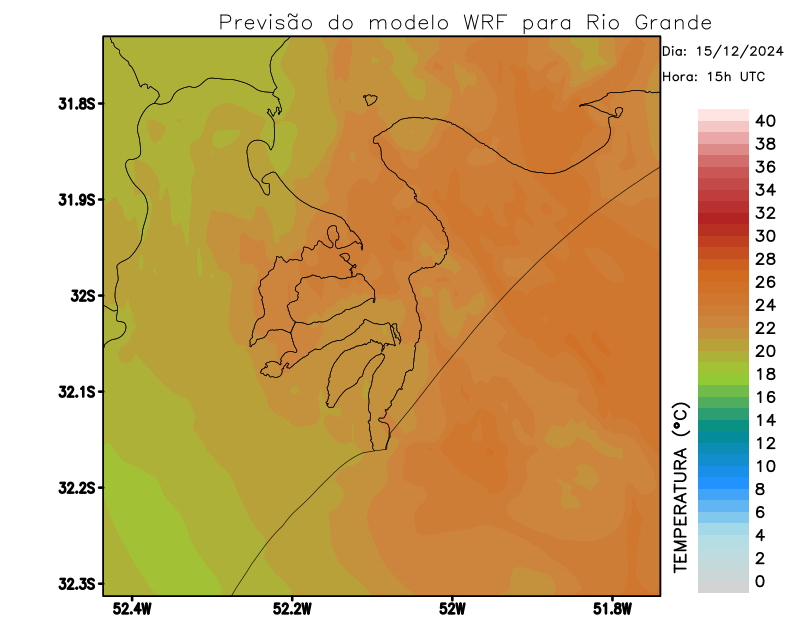 Previsão do modelo WRF para Rio Grande
Dia: 15/12/2024
Hora: 15h UTC
31.8S
31.9S
32S
32.1S
32.2S
32.3S
52.4W
52.2W
52W
51.8W
TEMPERATURA (°C)
40
38
36
34
32
30
28
26
24
22
20
18
16
14
12
10
8
6
4
2
0